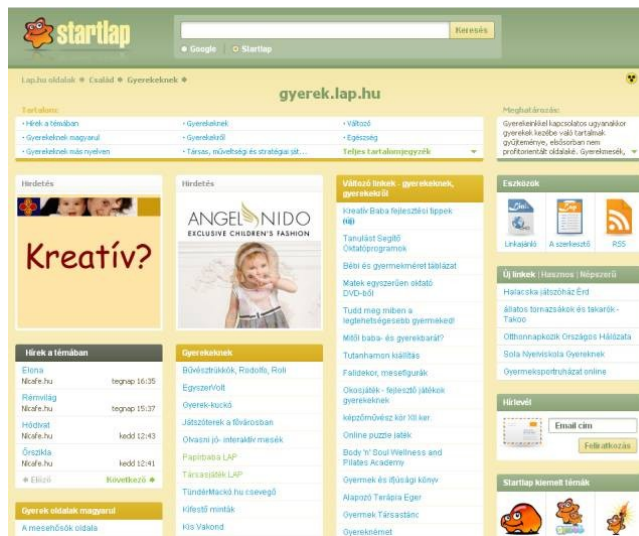 startlap
Keresés
Google
Startlap
Lap.hu oldalak
Család
Gyerekeknek
gyerek.lap.hu
Tartalom:
Hírek a témában
Gyerekeknek magyarul
Gyerekeknek más nyelven
Gyerekeknek
Gyerekekről
Társas, műveltségi és stratégiai ját...
Változó
Egészség
Teljes tartalomjegyzék
Meghatározás:
Gyerekeinkkel kapcsolatos ugyanakkor
gyerekek kezébe való tartalmak
gyűjteménye, elsősorban nem
profitorientált oldalaké. Gyerekmesék,
Hirdetés
Kreatív?
Hírek a témában
Elona
Nlcafe.hu tegnap 16:35
Rémvilág
Nlcafe.hu tegnap 15:37
Hódivat
Nlcafe.hu kedd 12:43
Őrszikla
Nlcafe.hu kedd 12:41
Előző
Következő
Gyerek oldalak magyarul
A mesehősök oldala
Hirdetés
ANGEL NIDO
EXCLUSIVE CHILDREN'S FASHION
Gyerekeknek
Bűvésztrükkök, Rodolfo, Roli
EgyszerVolt
Gyerek-kuckó
Játszóterek a fővárosban
Olvasni jó- interaktív mesék
Papírbaba LAP
Társasjáték LAP
TündérMackó.hu csevegő
Kifestő minták
Kis Vakond
Változó linkek - gyerekeknek,
gyerekekről
Kreatív Baba fejlesztési tippek
(új)
Tanulást Segítő
Oktatóprogramok
Bébi és gyermekméret táblázat
Matek egyszerűen oktató
DVD-ből
Tudd meg miben a
legtehetségesebb gyermeked!
Mitől baba- és gyerekbarát?
Tutanhamon kiállítás
Falidekor, mesefigurák
Okosjáték - fejlesztő játékok
gyerekeknek
képzőművész kör XII ker.
Online puzzle játék
Body 'n' Soul Wellness and
Pilates Academy
Gyermek és ifjúsági könyv
Alapozó Terápia Eger
Gyermek Társastánc
Gyereknémet
Eszközök
Linkajánló
A szerkesztő
RSS
Új linkek | Hasznos | Népszerű
Halacska játszóház Érd
állatos tornazsákok és takarók -
Takoo
Otthonnapközik Országos Hálózata
Sola Nyelviskola Gyereknek
Gyermeksportruházat online
Hírlevél
Email cím
Feliratkozás
Startlap kiemelt témák